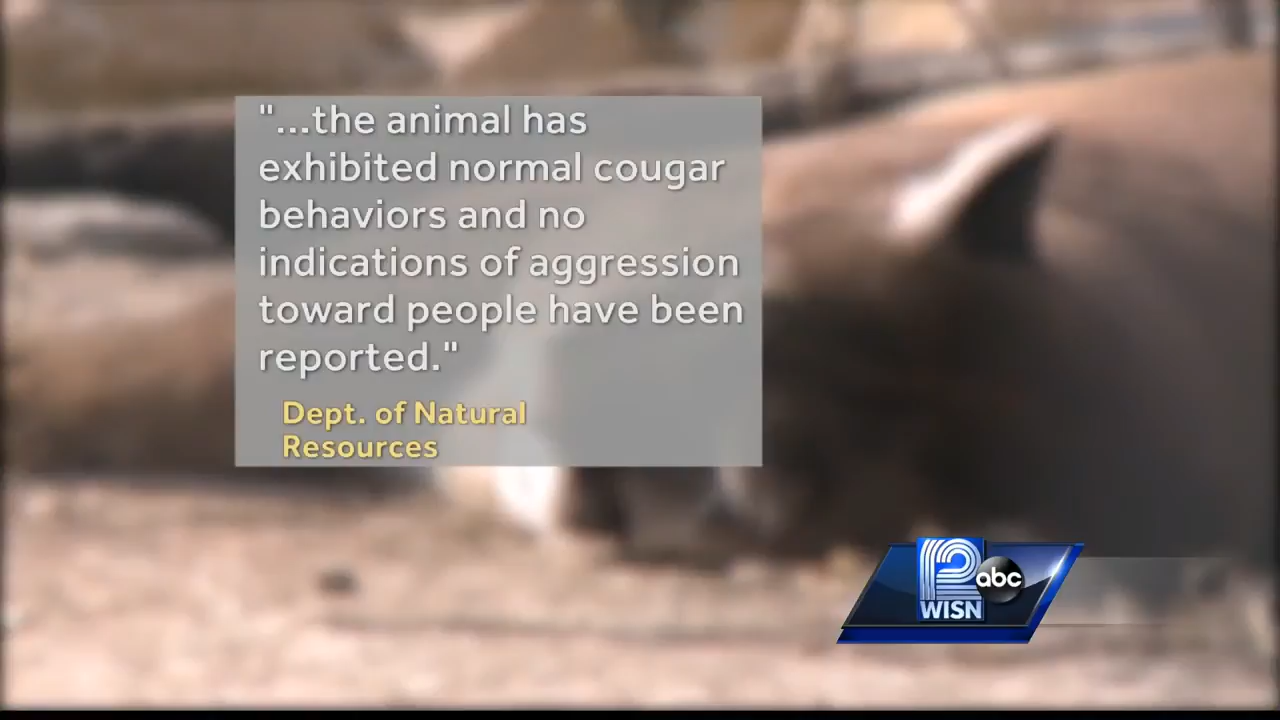 "...the animal has
exhibited normal cougar
behaviors and no
indications of aggression
toward people have been
reported."
Dept. of Natural
Resources
12
abc
WISN